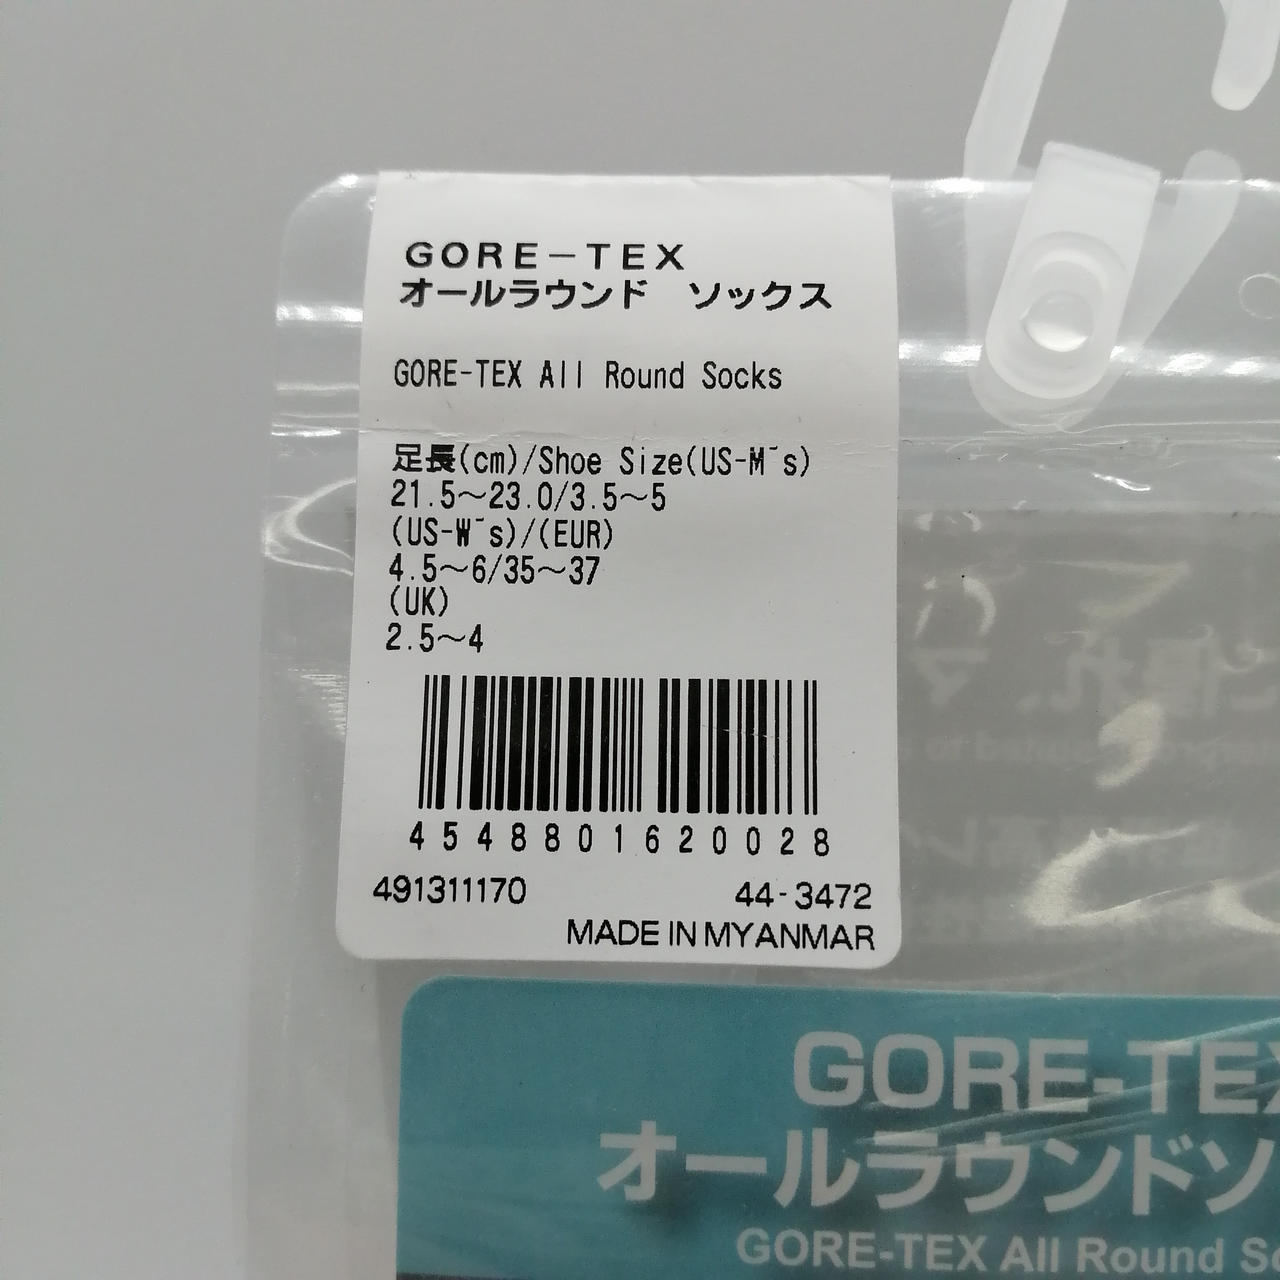 GORE-TEX
オールラウンド ソックス
GORE-TEX All Round Socks
足長(cm)/Shoe Size(US-M˜s)
21.5〜23.0/3.5〜5
(US-W˜s)/(EUR)
4.5〜6/35〜37
(UK)
2.5〜4
4548801620028
491311170 44-3472
MADE IN MYANMAR
GORE-TEX
オールラウンドソ
GORE-TEX All Round So